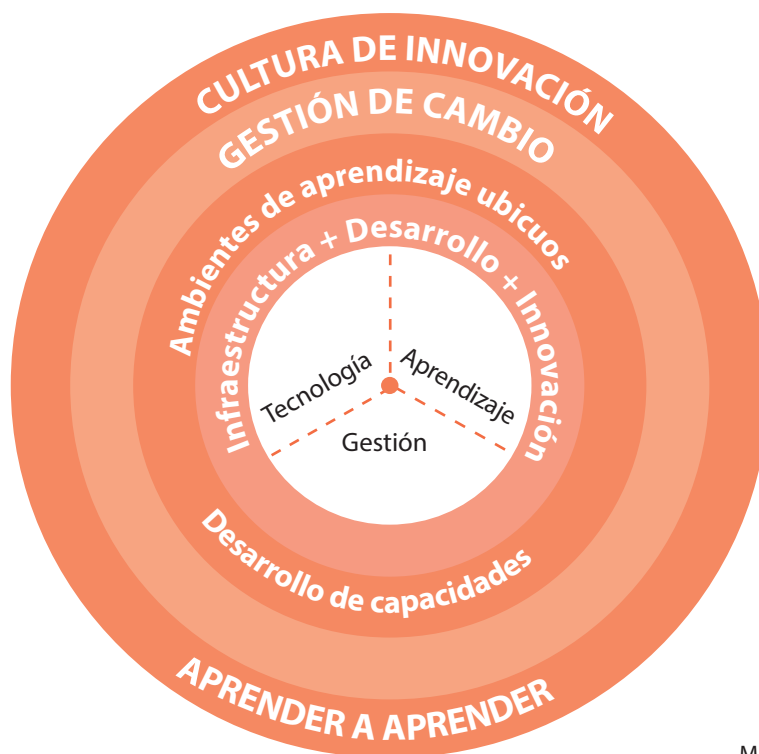 CULTURA DE INNOVACIÓN
GESTIÓN DE CAMBIO
Ambientes de aprendizaje ubicuos
Infraestructura + Desarrollo + Innovación
Tecnología
Aprendizaje
Gestión
Desarrollo de capacidades
APRENDER A APRENDER
M